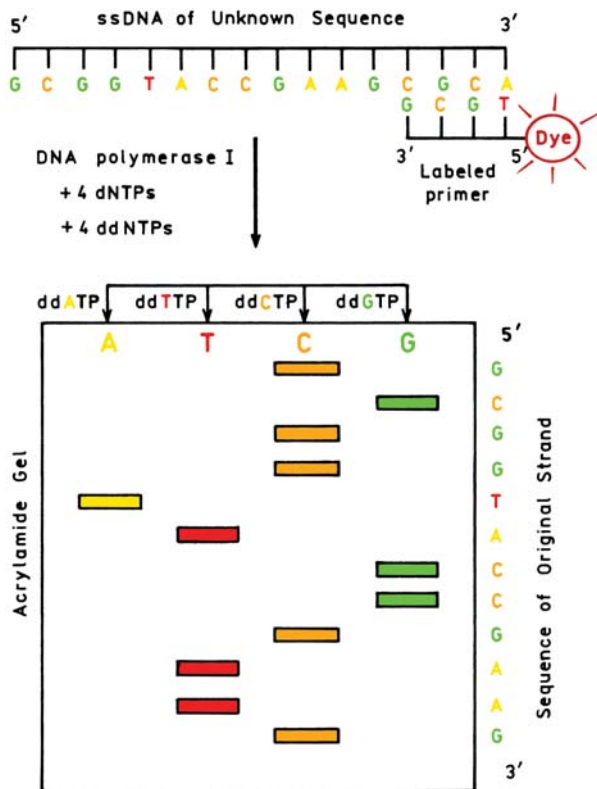 ssDNA of Unknown Sequence
5′ 3′
G C G G T A C C G A A G C G C A
G C G T
3′ 5′ Dye
Labeled
primer
DNA polymerase I
+ 4 dNTPs
+ 4 ddNTPs
ddATP ddTTP ddCTP ddGTP
A T C G
5′
G
C
G
G
T
A
C
C
G
A
A
G
3′
Acrylamide Gel
Sequence of Original Strand